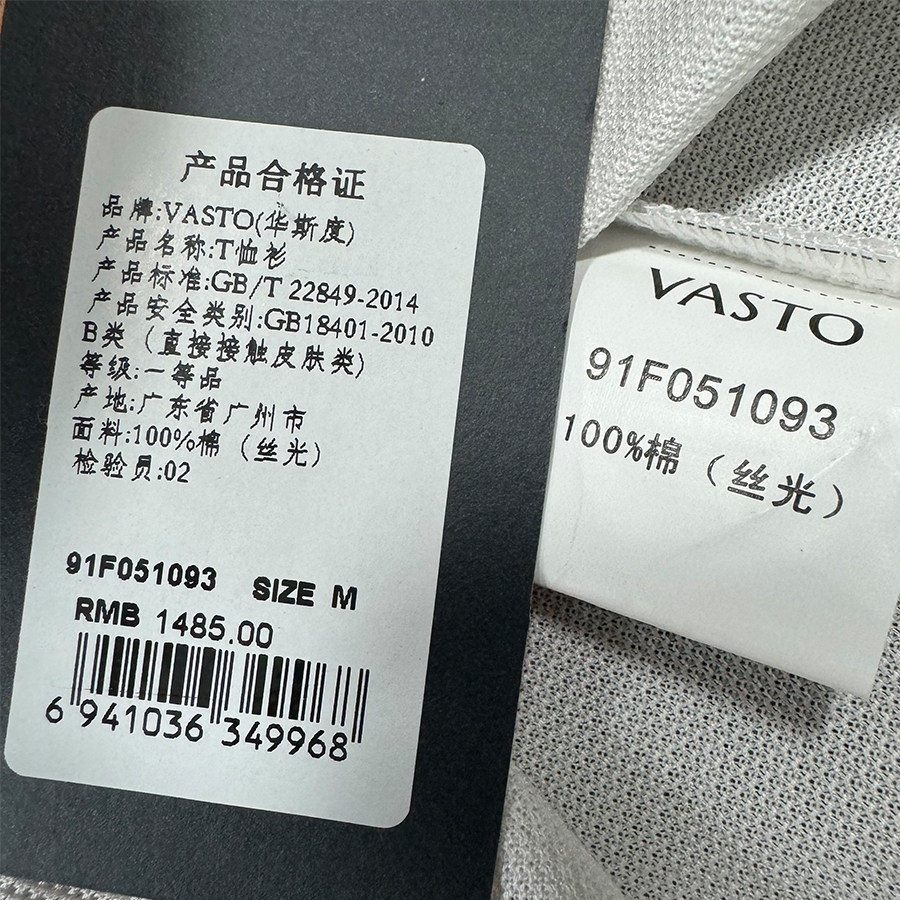 产品合格证
品牌:VASTO(华斯度)
产品名称:T恤衫
产品标准:GB/T 22849-2014
产品安全类别:GB18401-2010
B类（直接接触皮肤类）
等级:一等品
产地:广东省广州市
面料:100%棉（丝光）
检验员:02
91F051093 SIZE M
RMB 1485.00
6 941036 349968
VASTO
91F051093
100%棉（丝光）